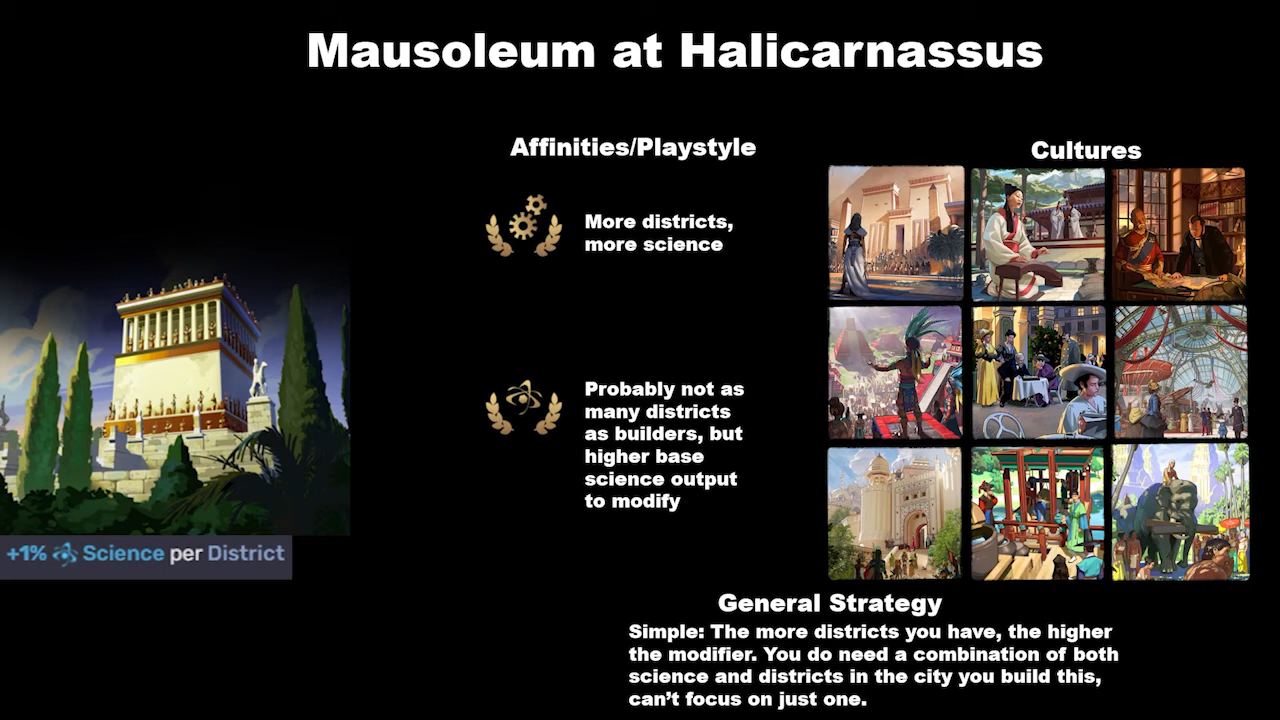 Mausoleum at Halicarnassus
Affinities/Playstyle
More districts,
more science
Probably not as
many districts
as builders, but
higher base
science output
to modify
Cultures
+1% Science per District
General Strategy
Simple: The more districts you have, the higher
the modifier. You do need a combination of both
science and districts in the city you build this,
can’t focus on just one.